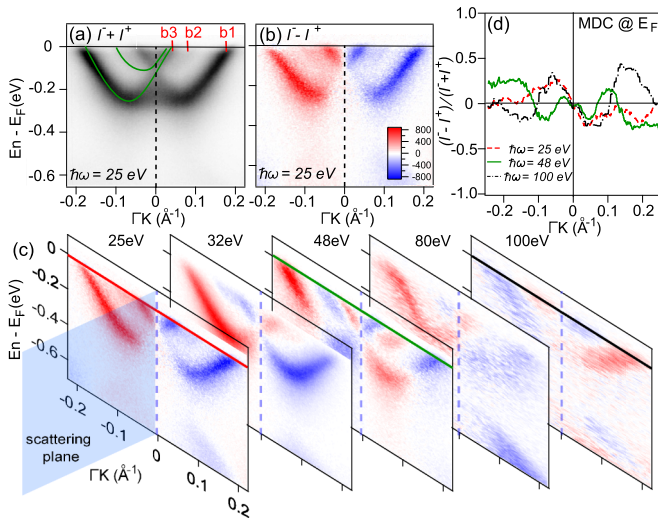 (a) I⁻ + I⁺ b3 b2 b1
(b) I⁻ - I⁺
(d) MDC @ E_F
En - E_F(eV)
0
-0.2
-0.4
-0.6
ħω = 25 eV
-0.2 -0.1 0 0.1 0.2
ΓK (Å⁻¹)
800
400
0
-400
-800
ħω = 25 eV
-0.2 -0.1 0 0.1 0.2
ΓK (Å⁻¹)
(I⁻ - I⁺)/(I⁻+I⁺)
1.0
0.5
0
-0.5
-1.0
ħω = 25 eV
ħω = 48 eV
ħω = 100 eV
-0.2 -0.1 0 0.1 0.2
ΓK (Å⁻¹)
(c) 25eV 32eV 48eV 80eV 100eV
En - E_F(eV)
0
-0.2
-0.4
-0.6
scattering
plane
-0.2 -0.1 0 0.1 0.2
ΓK (Å⁻¹)